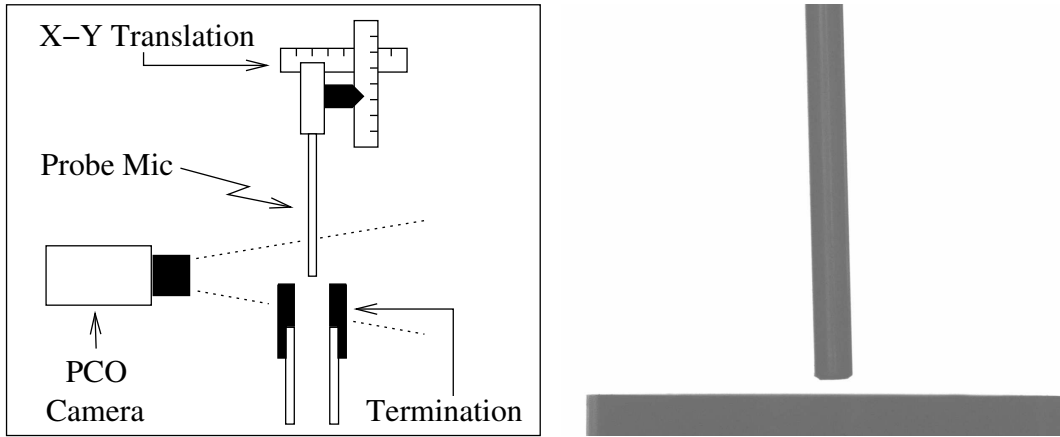 X−Y Translation
Probe Mic
PCO
Camera
Termination